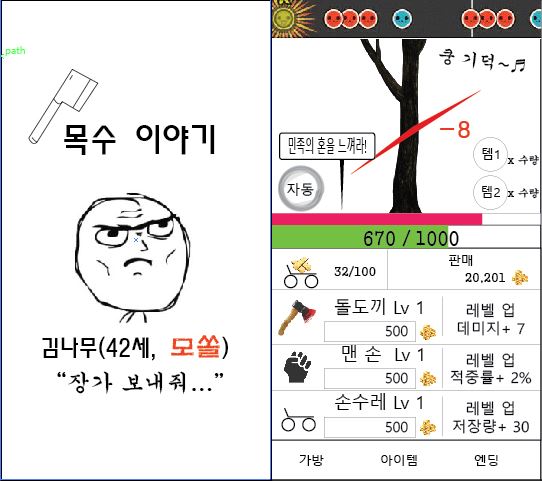 _path
목수 이야기
김나무(42세, 모쏠)
“장가 보내줘...”
쿵 기덕~♬
-8
민족의 혼을 느껴라!
자동
템1 x 수량
템2 x 수량
670 / 1000
32/100
판매
20,201
돌도끼 Lv 1
500
레벨 업
데미지+ 7
맨 손 Lv 1
500
레벨 업
적중률+ 2%
손수레 Lv 1
500
레벨 업
저장량+ 30
가방 아이템 엔딩